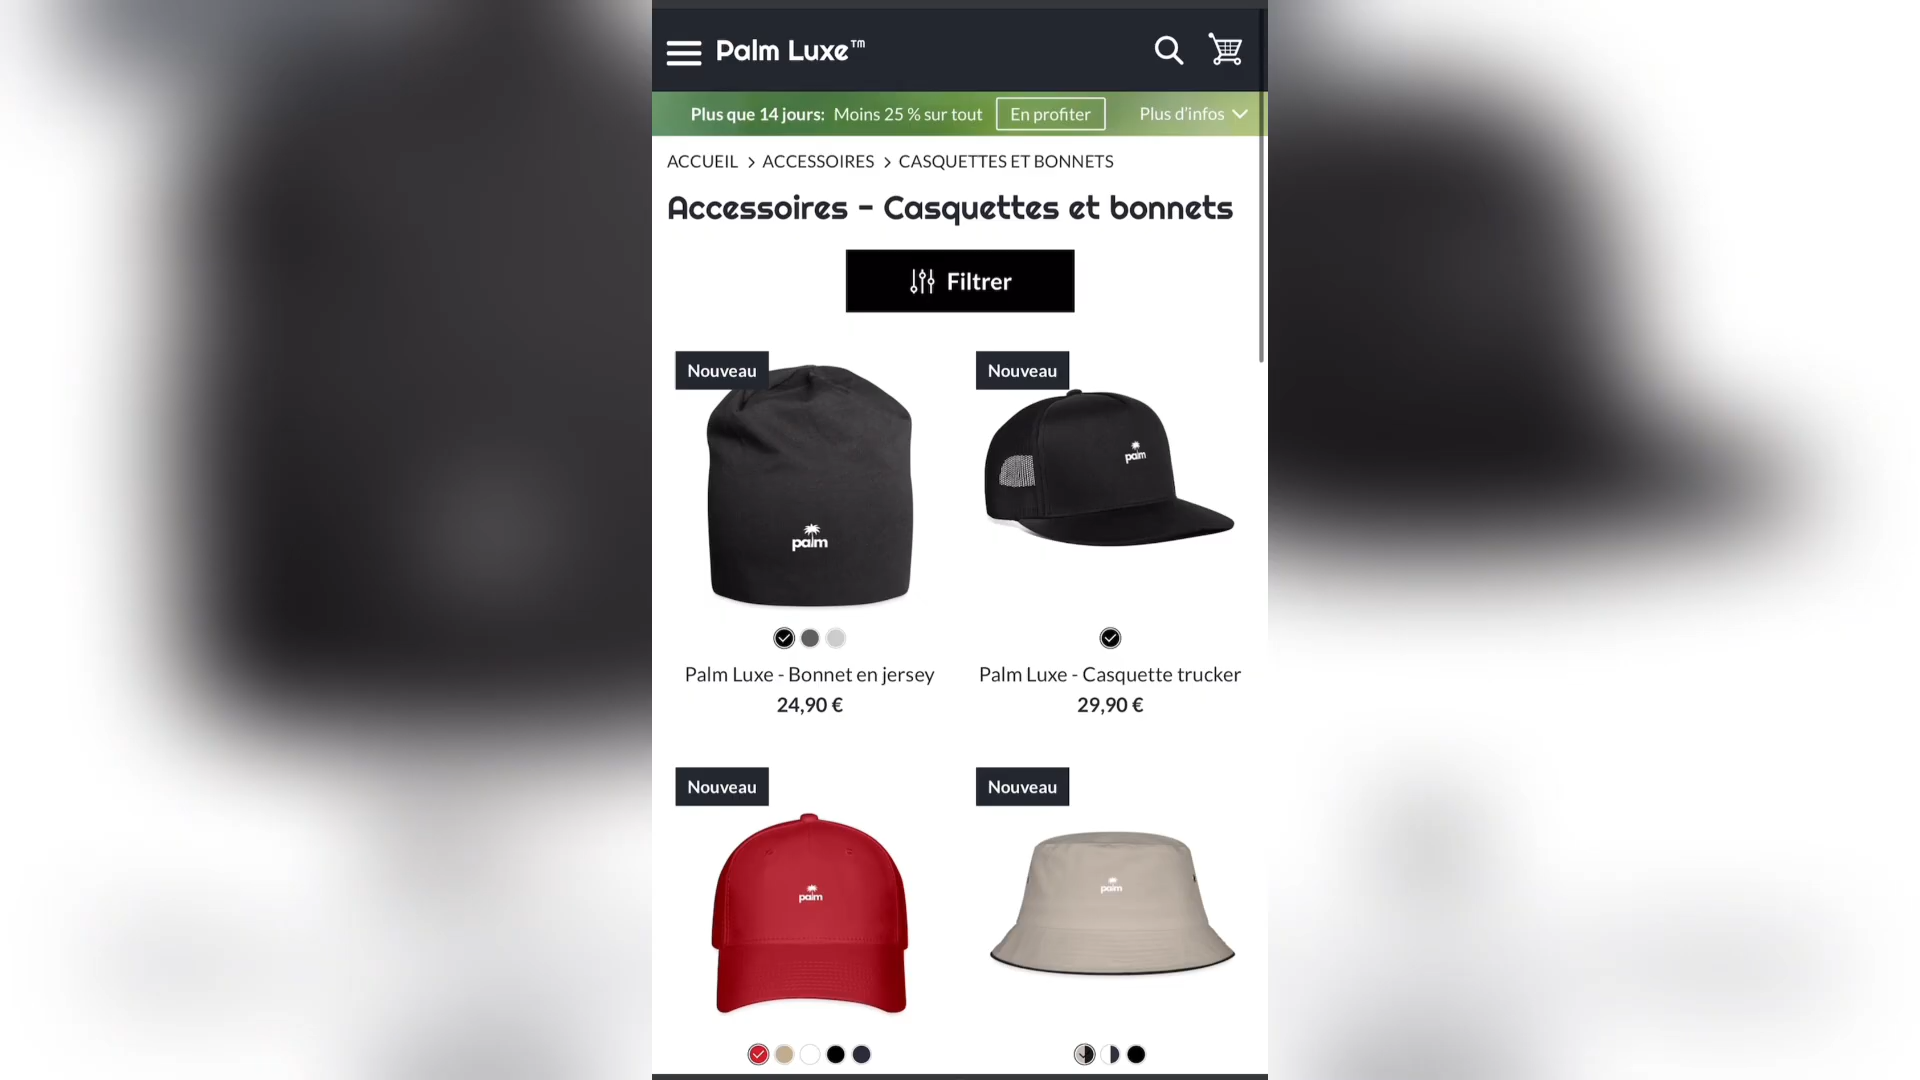 Palm Luxe™
Plus que 14 jours: Moins 25 % sur tout En profiter Plus d'infos
ACCUEIL > ACCESSOIRES > CASQUETTES ET BONNETS
Accessoires - Casquettes et bonnets
Filtrer
Nouveau
palm
Palm Luxe - Bonnet en jersey
24,90 €
Nouveau
palm
Palm Luxe - Casquette trucker
29,90 €
Nouveau
palm
Nouveau
palm